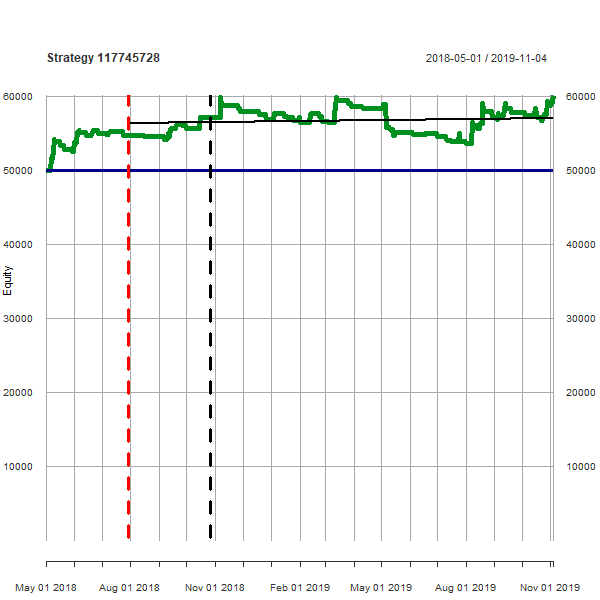 Strategy 117745728
2018-05-01 / 2019-11-04
60000
60000
50000
50000
40000
40000
30000
30000
20000
20000
10000
10000
Equity
May 01 2018
Aug 01 2018
Nov 01 2018
Feb 01 2019
May 01 2019
Aug 01 2019
Nov 01 2019